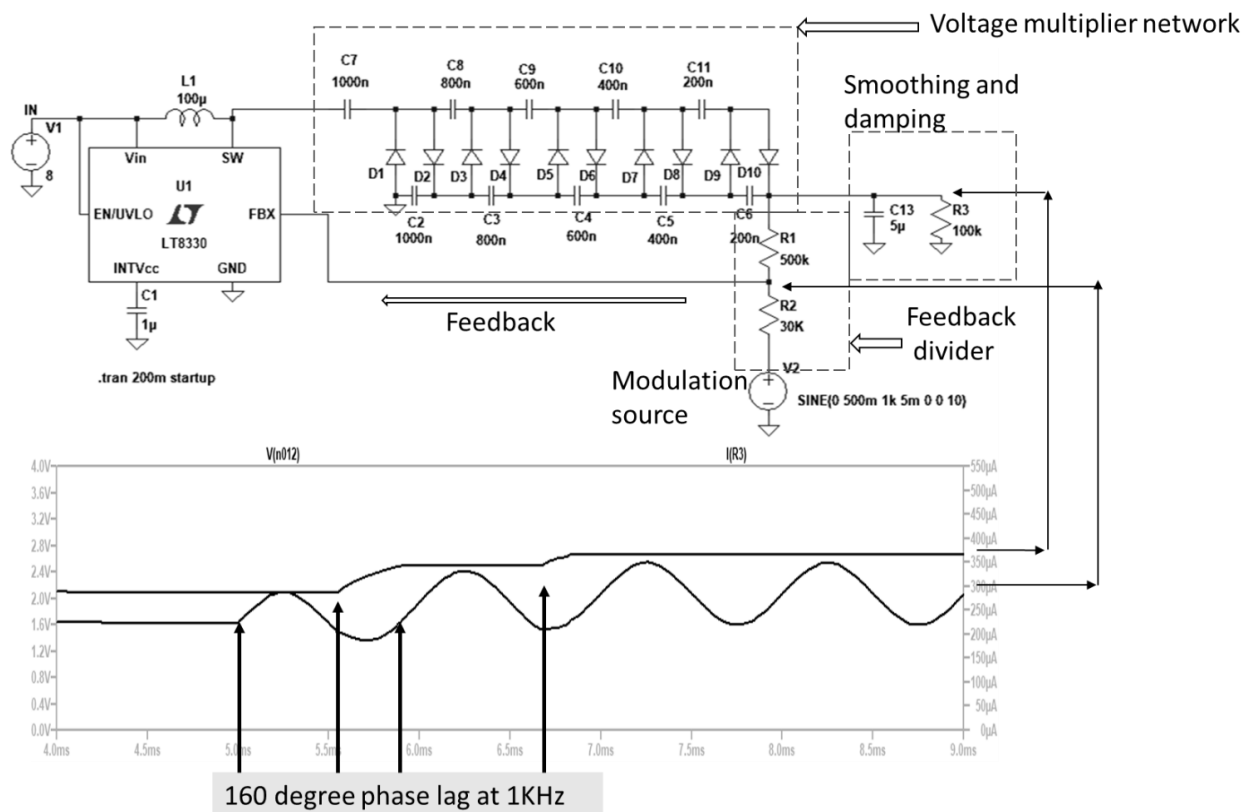 Voltage multiplier network
C7
1000n
C8
800n
C9
600n
C10
400n
C11
200n
Smoothing and
damping
L1
100µ
IN
V1
8
Vin
SW
U1
EN/UVLO
FBX
LT8330
INTVcc
GND
C1
1µ
D1
D2
D3
D4
D5
D6
D7
D8
D9
D10
C2
1000n
C3
800n
C4
600n
C5
400n
C6
200n
C13
5µ
R3
100k
R1
500k
R2
30K
Feedback
Feedback
divider
.tran 200m startup
Modulation
source
V2
SINE(0 500m 1k 5m 0 0 10)
V(n012)
I(R3)
4.0V
3.6V
3.2V
2.8V
2.4V
2.0V
1.6V
1.2V
0.8V
0.4V
0.0V
550µA
500µA
450µA
400µA
350µA
300µA
250µA
200µA
150µA
100µA
50µA
0µA
4.0ms
4.5ms
5.0ms
5.5ms
6.0ms
6.5ms
7.0ms
7.5ms
8.0ms
8.5ms
9.0ms
160 degree phase lag at 1KHz